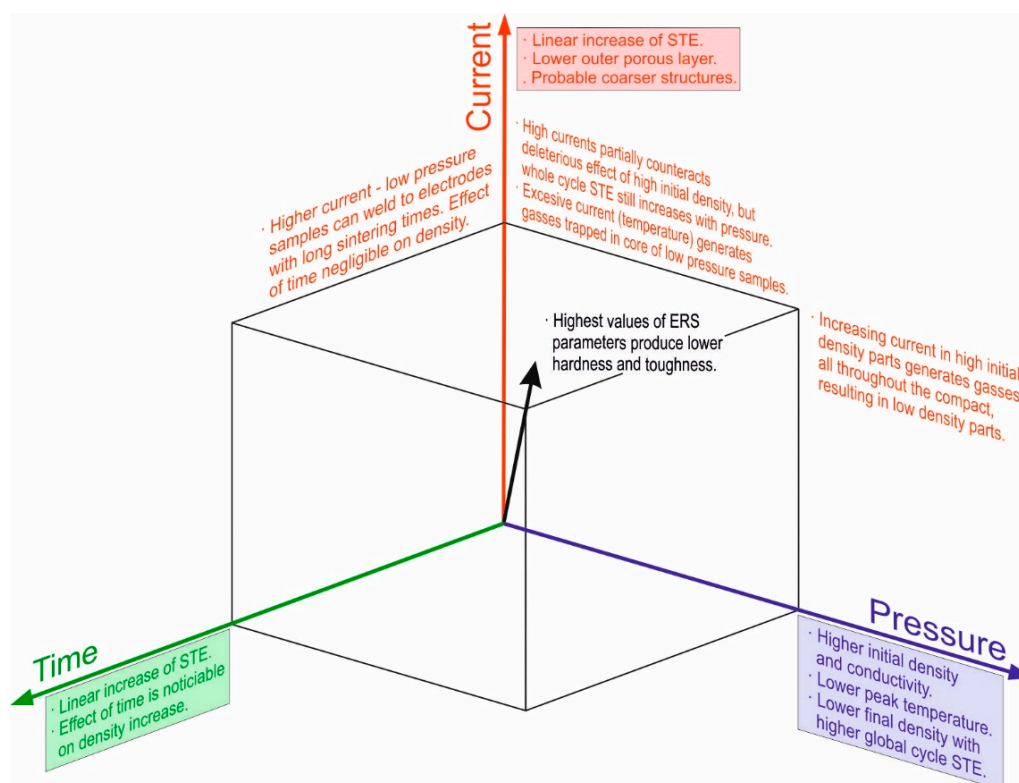 Current
· Linear increase of STE.
· Lower outer porous layer.
. Probable coarser structures.
· Higher current - low pressure
samples can weld to electrodes
with long sintering times. Effect
of time negligible on density.
· High currents partially counteracts
deleterious effect of high initial density, but
whole cycle STE still increases with pressure.
· Excesive current (temperature) generates
gasses trapped in core of low pressure samples.
· Highest values of ERS
parameters produce lower
hardness and toughness.
· Increasing current in high initial
density parts generates gasses
all throughout the compact,
resulting in low density parts.
Time
· Linear increase of STE.
· Effect of time is noticiable
on density increase.
Pressure
· Higher initial density
and conductivity.
· Lower peak temperature.
· Lower final density with
higher global cycle STE.